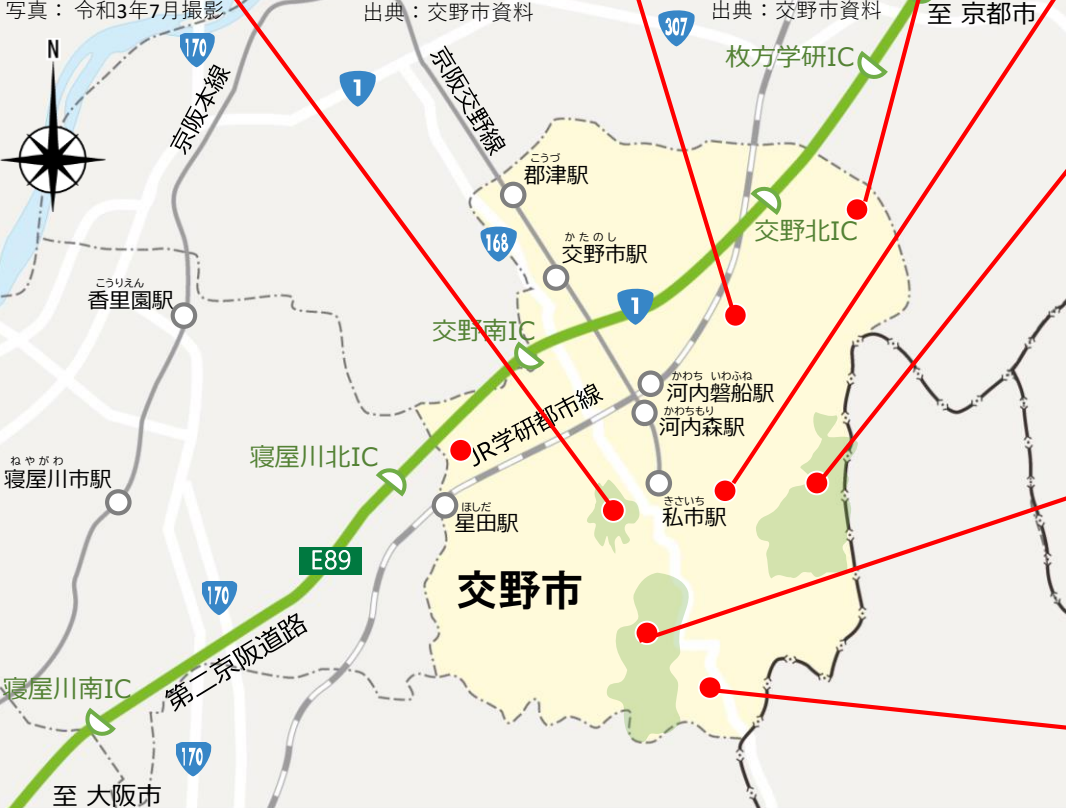 写真：令和3年7月撮影
出典：交野市資料
出典：交野市資料
至 京都市
N
170
307
枚方学研IC
京阪交野線
京阪本線
1
こうづ
郡津駅
168
交野北IC
かたのし
交野市駅
こうりえん
香里園駅
1
交野南IC
かわち いわふね
河内磐船駅
かわちもり
河内森駅
JR学研都市線
寝屋川北IC
ねやがわ
寝屋川市駅
ほしだ
星田駅
きさいち
私市駅
E89
交野市
170
第二京阪道路
寝屋川南IC
170
至 大阪市